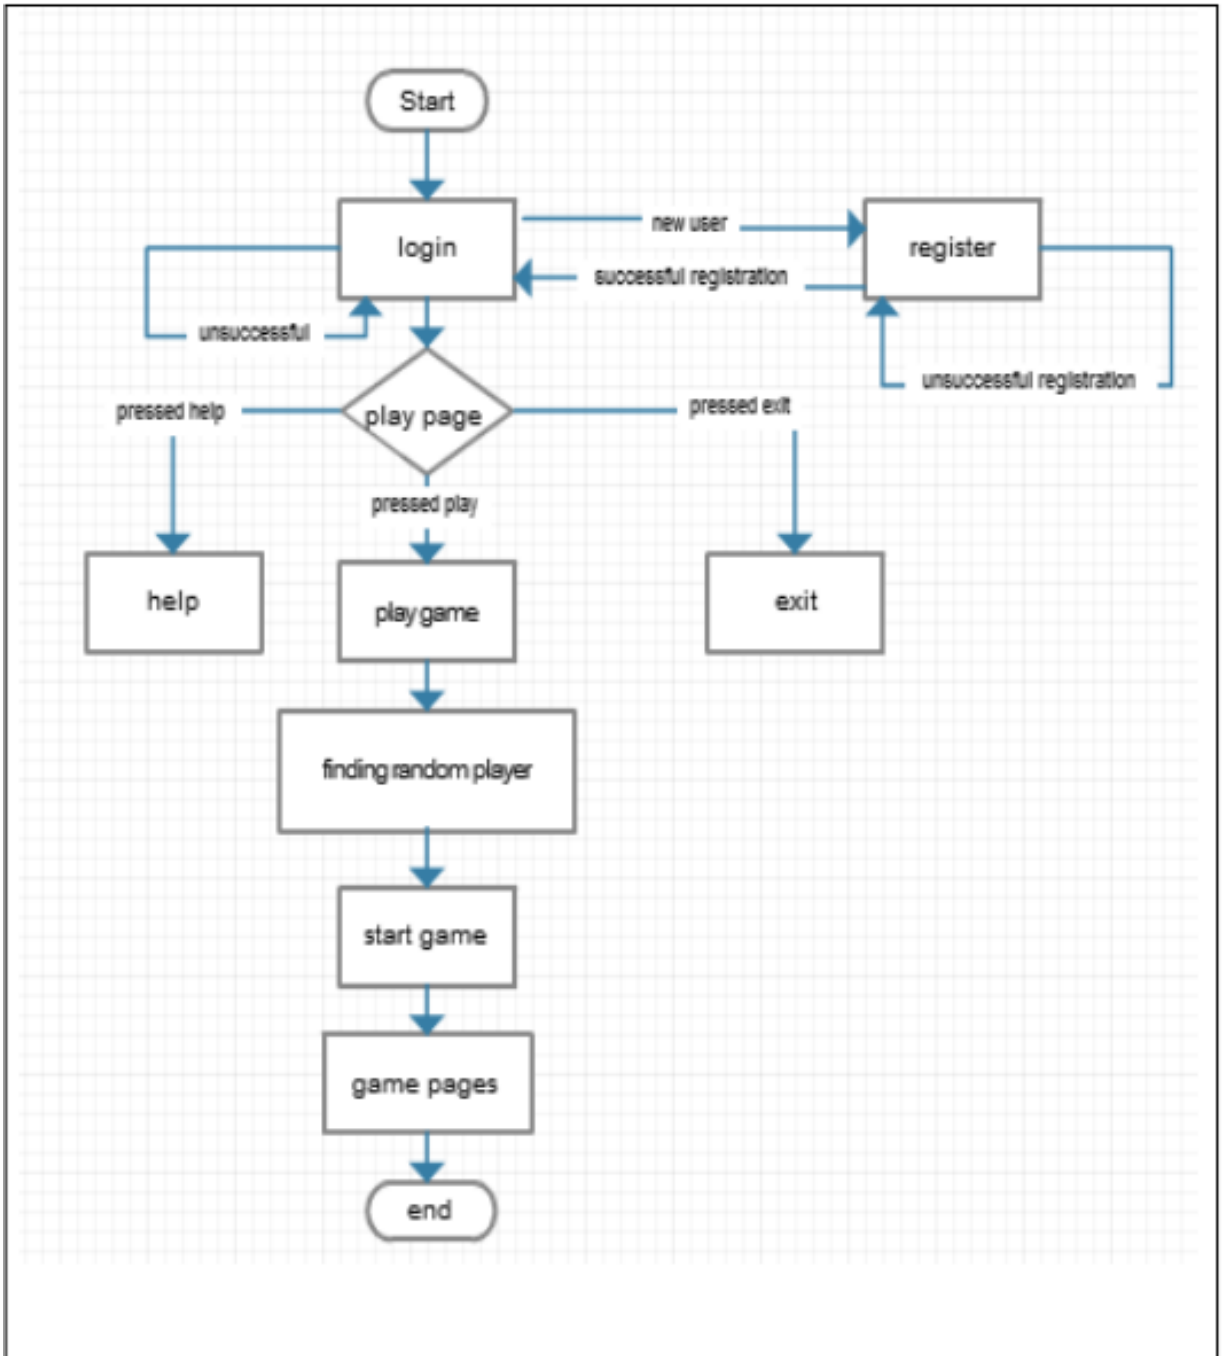 Start
login
new user
register
successful registration
unsuccessful
unsuccessful registration
pressed help
play page
pressed exit
pressed play
help
play game
exit
finding random player
start game
game pages
end